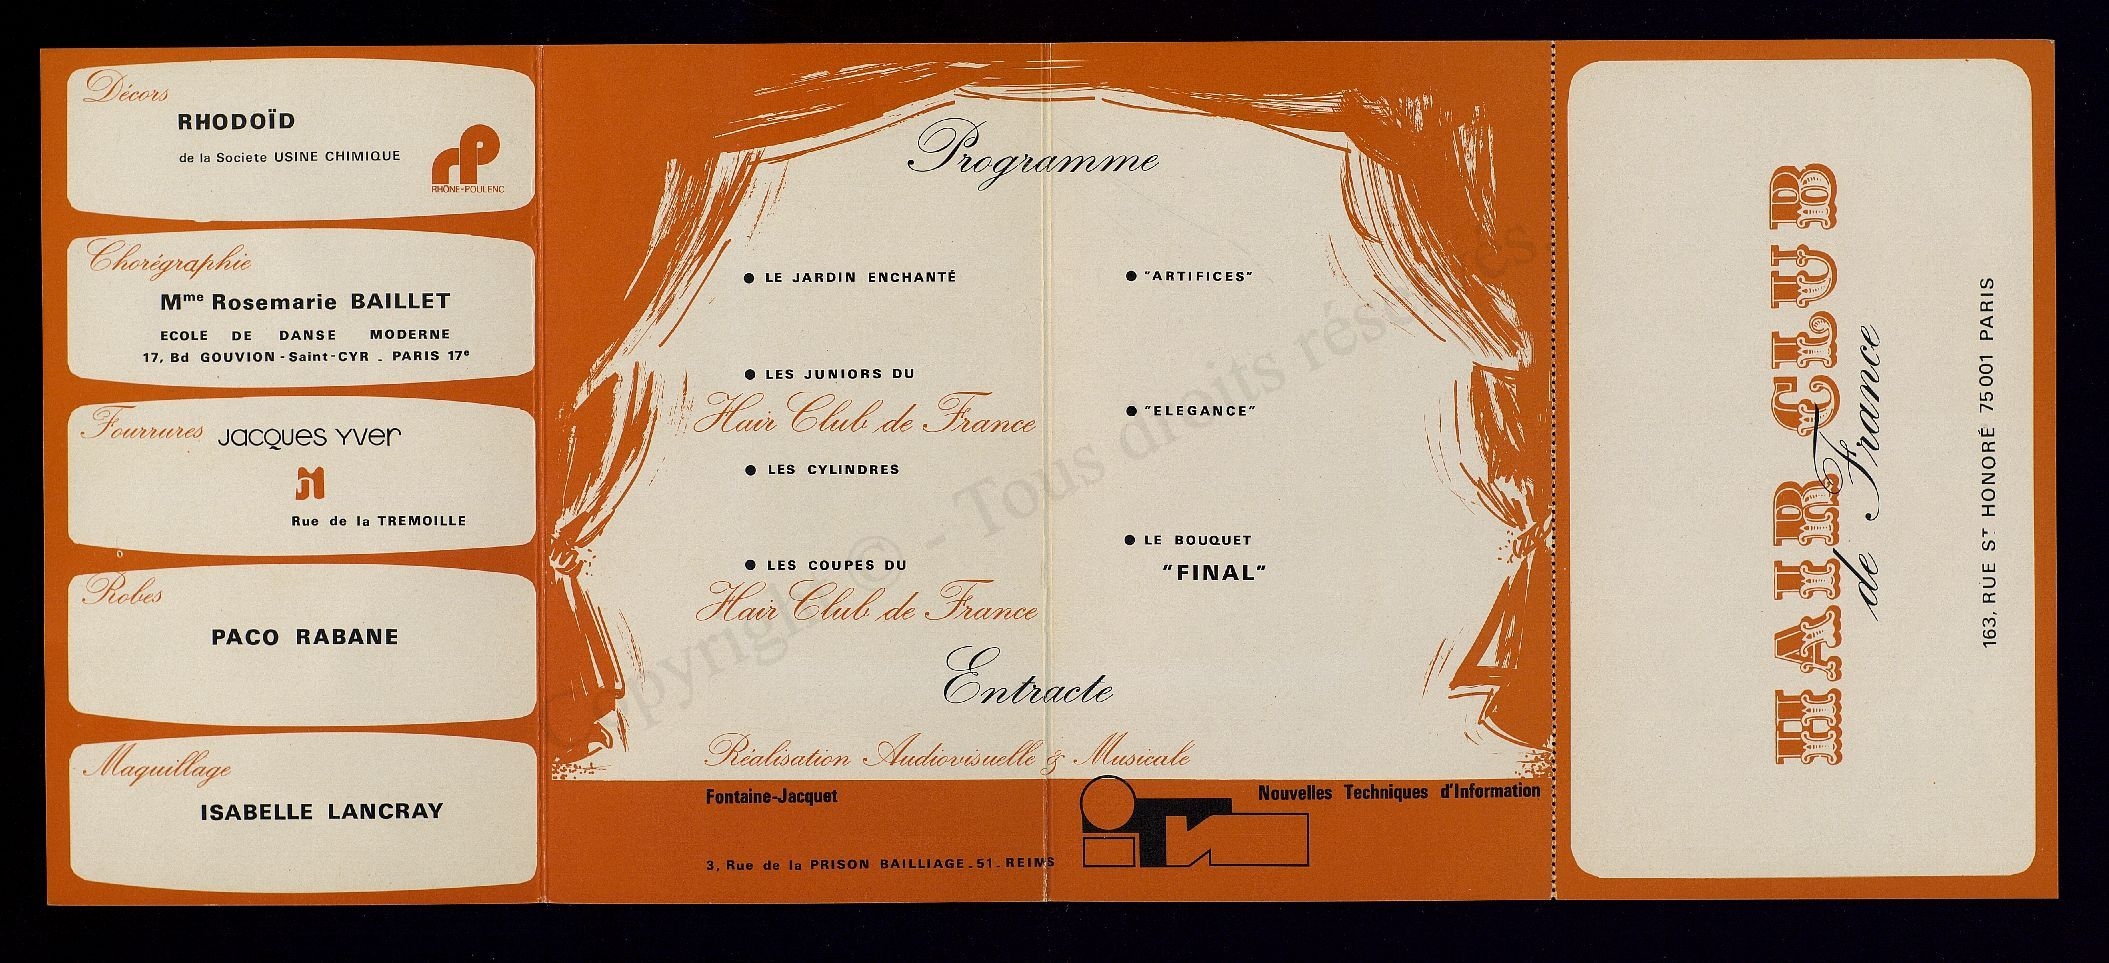 Décors
RHODOÏD
de la Societe USINE CHIMIQUE
RHÔNE-POULENC
Chorégraphie
Mme Rosemarie BAILLET
ECOLE DE DANSE MODERNE
17, Bd GOUVION-Saint-CYR - PARIS 17e
Fourrures JACQUES YVER
Rue de la TREMOILLE
Robes
PACO RABANE
Maquillage
ISABELLE LANCRAY
Programme
● LE JARDIN ENCHANTÉ
● LES JUNIORS DU
Hair Club de France
● LES CYLINDRES
● LES COUPES DU
Hair Club de France
Entracte
● "ARTIFICES"
● "ELEGANCE"
● LE BOUQUET
"FINAL"
Réalisation Audiovisuelle & Musicale
Fontaine-Jacquet
3, Rue de la PRISON BAILLIAGE - 51 - REIMS
Nouvelles Techniques d'Information
HAIR CLUB
de France
163, RUE ST HONORÉ 75001 PARIS
Copyright © - Tous droits réservés